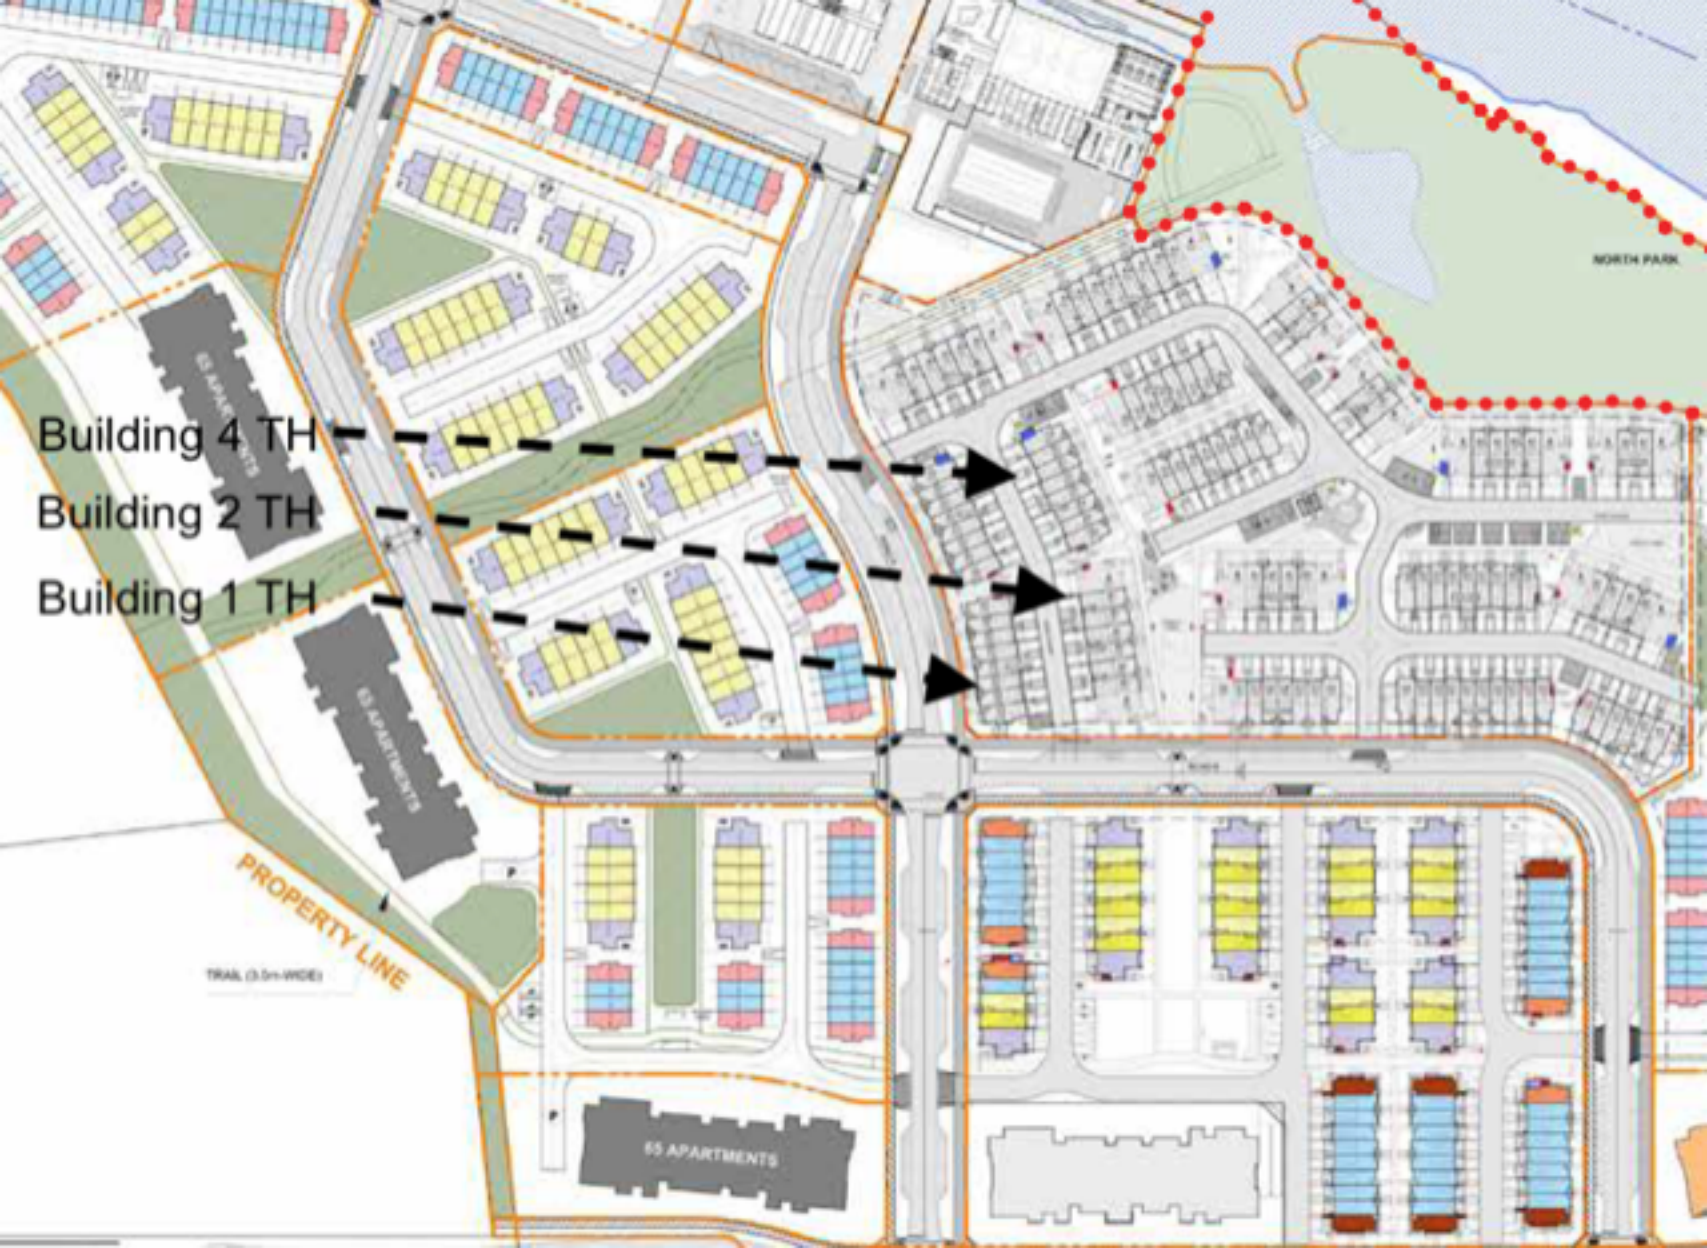 NORTH PARK
65 APARTMENTS
Building 4 TH
Building 2 TH
Building 1 TH
63 APARTMENTS
PROPERTY LINE
P
TRAIL (3.0m-WIDE)
P
65 APARTMENTS